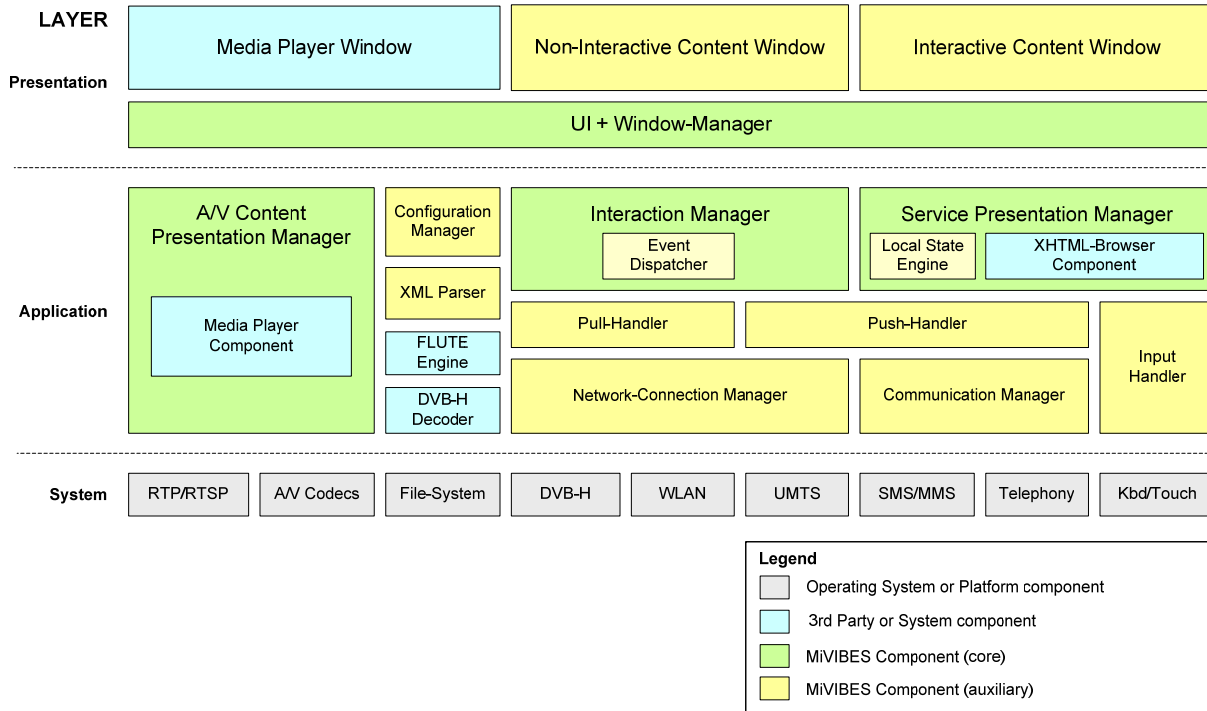 LAYER
Media Player Window
Non-Interactive Content Window
Interactive Content Window
Presentation
UI + Window-Manager
A/V Content
Presentation Manager
Media Player
Component
Configuration
Manager
XML Parser
FLUTE
Engine
DVB-H
Decoder
Interaction Manager
Event
Dispatcher
Service Presentation Manager
Local State
Engine
XHTML-Browser
Component
Application
Pull-Handler
Push-Handler
Input
Handler
Network-Connection Manager
Communication Manager
System
RTP/RTSP
A/V Codecs
File-System
DVB-H
WLAN
UMTS
SMS/MMS
Telephony
Kbd/Touch
Legend
Operating System or Platform component
3rd Party or System component
MiVIBES Component (core)
MiVIBES Component (auxiliary)